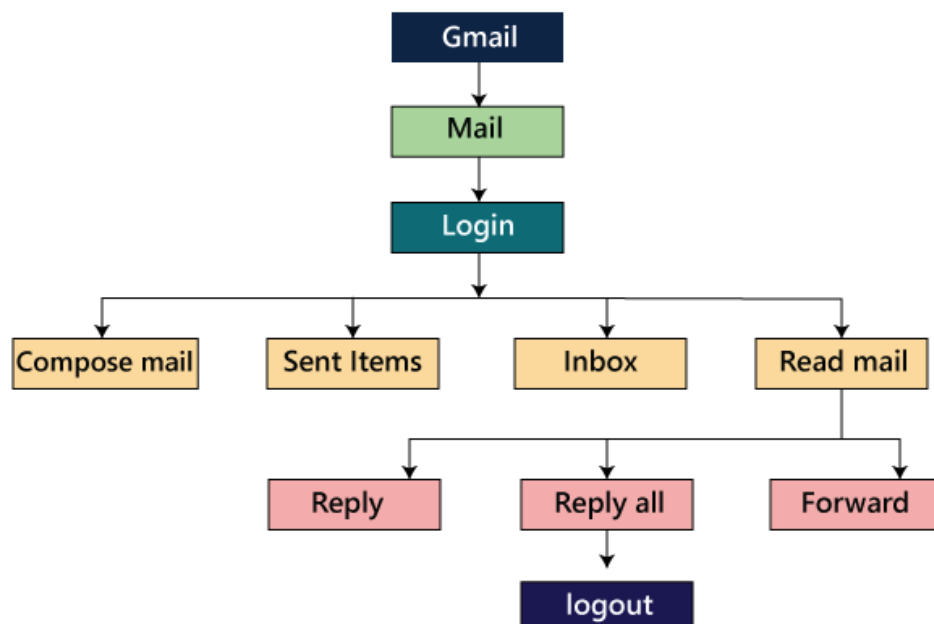 Gmail
Mail
Login
Compose mail
Sent Items
Inbox
Read mail
Reply
Reply all
Forward
logout